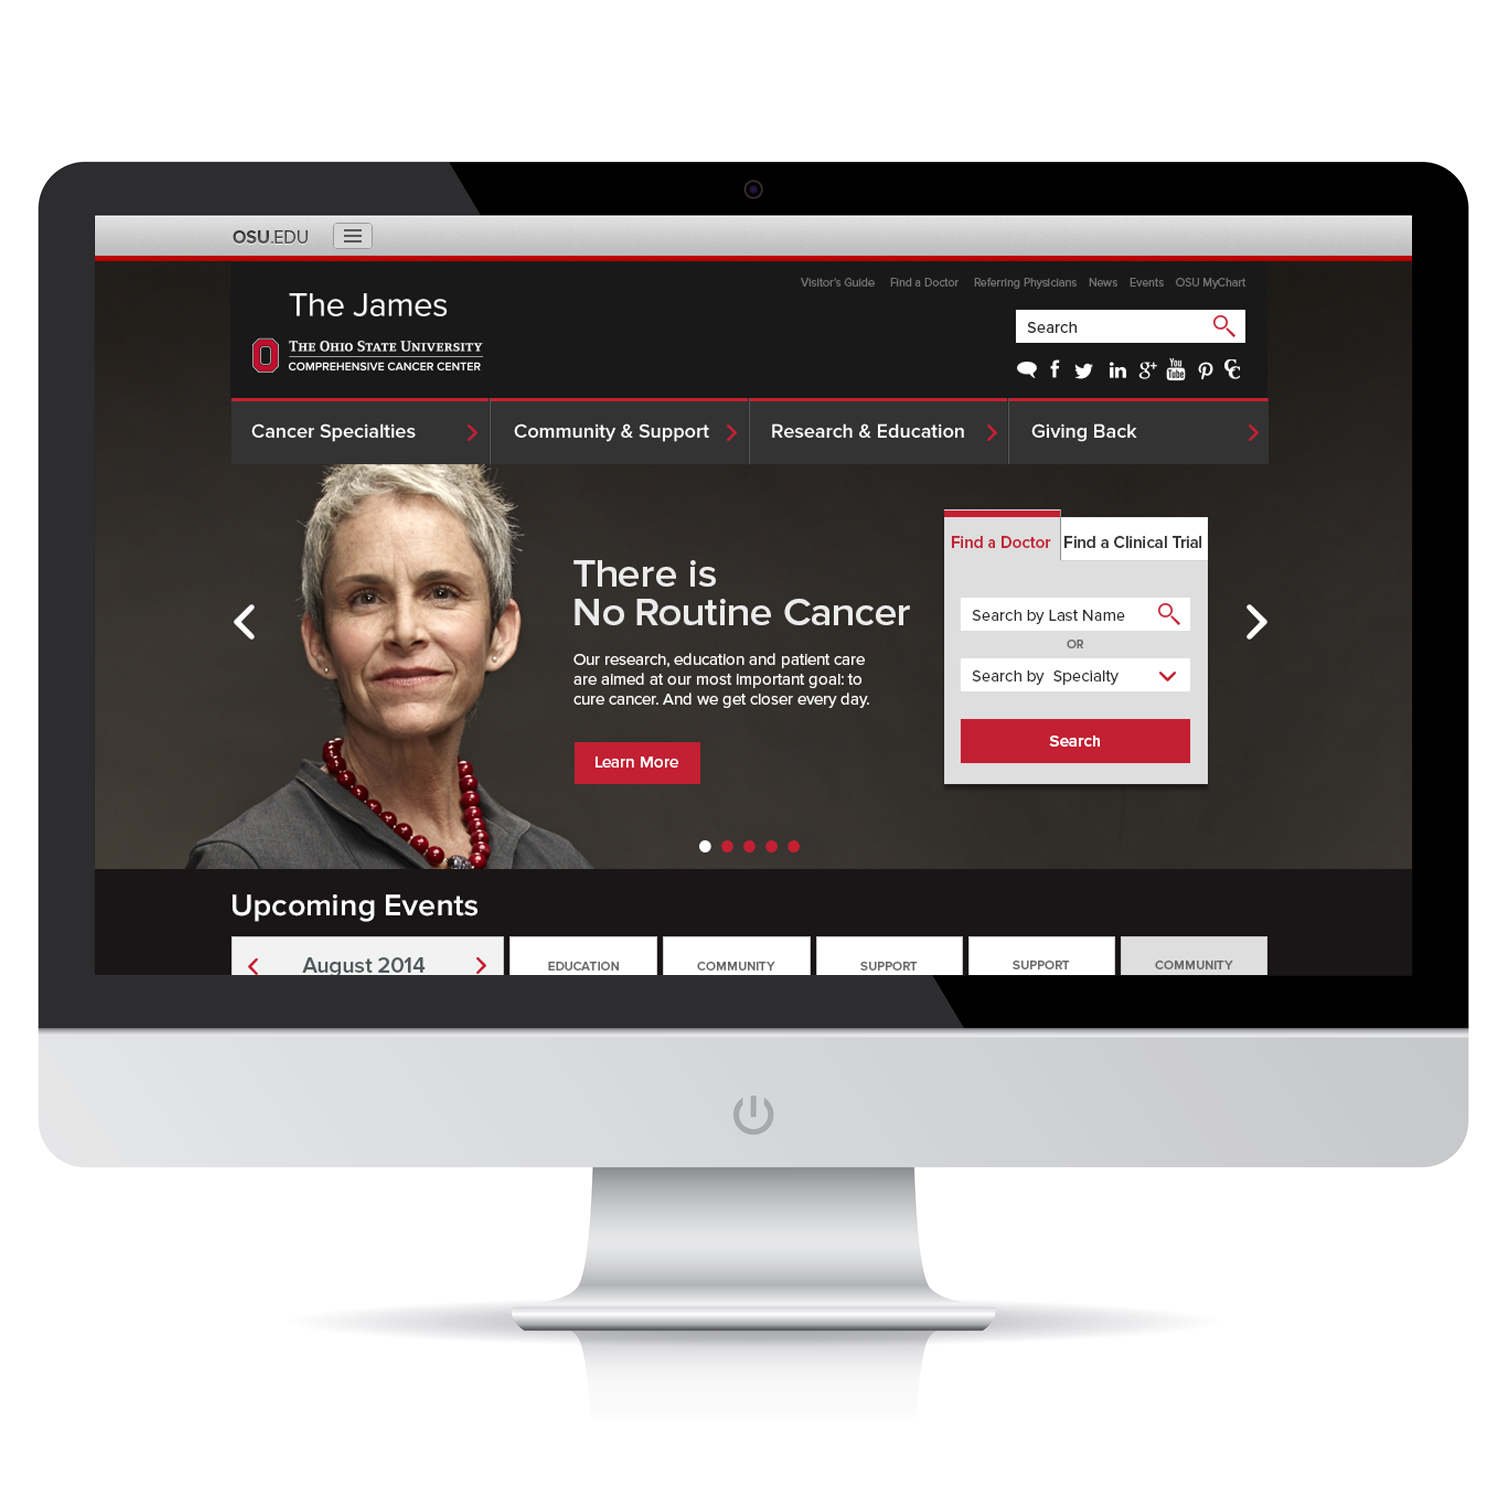 OSU.EDU
Visitor's Guide Find a Doctor Referring Physicians News Events OSU MyChart
The James
Search
THE OHIO STATE UNIVERSITY
COMPREHENSIVE CANCER CENTER
f in g+ You Tube
Cancer Specialties Community & Support Research & Education Giving Back
There is
No Routine Cancer
Our research, education and patient care
are aimed at our most important goal: to
cure cancer. And we get closer every day.
Learn More
Find a Doctor Find a Clinical Trial
Search by Last Name
OR
Search by Specialty
Search
Upcoming Events
August 2014 EDUCATION COMMUNITY SUPPORT SUPPORT COMMUNITY